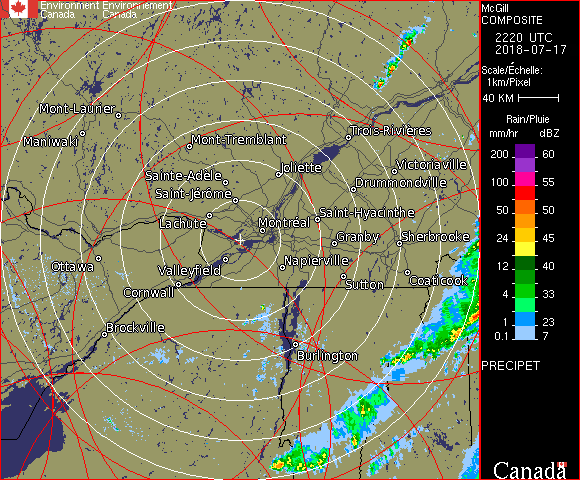 Environment Environnement
Canada Canada
McGill
COMPOSITE
2220 UTC
2018-07-17
Scale/Échelle:
1km/Pixel
40 KM
Rain/Pluie
mm/hr dBZ
200 60
100 55
50 50
24 45
12 40
4 33
2 23
0.1 7
PRECIPET
Canada
Mont-Laurier
Maniwaki
Mont-Tremblant
Trois-Rivières
Joliette
Victoriaville
Sainte-Adèle
Drummondville
Saint-Jérôme
Saint-Hyacinthe
Lachute
Montréal
Granby
Sherbrooke
Ottawa
Valleyfield
Napierville
Cornwall
Sutton
Coaticook
Brockville
Burlington